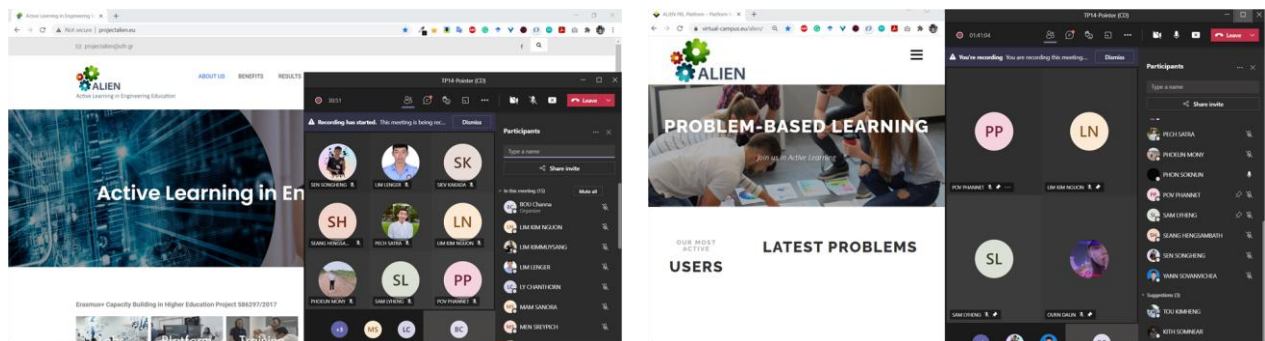 Active Learning in Engineering E
Not secure | projectalien.eu
projectalien@uth.gr
ALIEN
Active Learning in Engineering Education
ABOUT US BENEFITS RESULTS
Active Learning in En
Erasmus+ Capacity Building in Higher Education Project 586297/2017
Platform
Training
TP14-Pointer (CD)
30:51
Leave
Recording has started. This meeting is being rec...
Dismiss
SEN SONGHENG
LIM LENGER
SK
SH
SEANG HENGSA...
PECH SATRA
LN
LIM KIM NGUON
PHOEUN MONY
SL
SAM LYHENG
PP
POV PHANNET
+3
MS
LC
BC
Participants
Type a name
Share invite
In this meeting (15)
Mute all
BC
BOU Channa
Organizer
LIM KIM NGUON
LIM KIMMUYSANG
LIM LENGER
LY CHANTHORN
MAM SANORA
MEN SREYPICH
ALIEN PBL Platform – Platform f
virtual-campus.eu/alien/
ALIEN
PROBLEM-BASED LEARNING
Join us in Active Learning
OUR MOST
ACTIVE
USERS
LATEST PROBLEMS
TP14-Pointer (CD)
01:41:04
Leave
You're recording You are recording this meeting...
Dismiss
PP
POV PHANNET
LN
LIM KIM NGUON
SL
SAM LYHENG
OURN DALIN
Participants
Type a name
Share invite
PECH SATRA
PHOEUN MONY
PHON SOKNUN
POV PHANNET
SAM LYHENG
SEANG HENGSAMBATH
SEN SONGHENG
YANN SOVANVICHEA
Suggestions (3)
TOU KIMHENG
KITH SOMNEAR